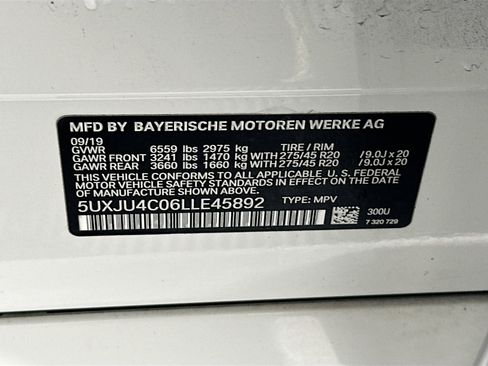 MFD BY BAYERISCHE MOTOREN WERKE AG
09/19
GVWR 6559 lbs 2975 kg TIRE / RIM
GAWR FRONT 3241 lbs 1470 kg WITH 275/45 R20 /9.0J x 20
GAWR REAR 3660 lbs 1660 kg WITH 275/45 R20 /9.0J x 20
THIS VEHICLE CONFORMS TO ALL APPLICABLE U.S. FEDERAL MOTOR
VEHICLE SAFETY STANDARDS IN EFFECT ON THE DATE
OF MANUFACTURE SHOWN ABOVE.
5UXJU4C06LLE45892 TYPE: MPV
300U
7 320 729